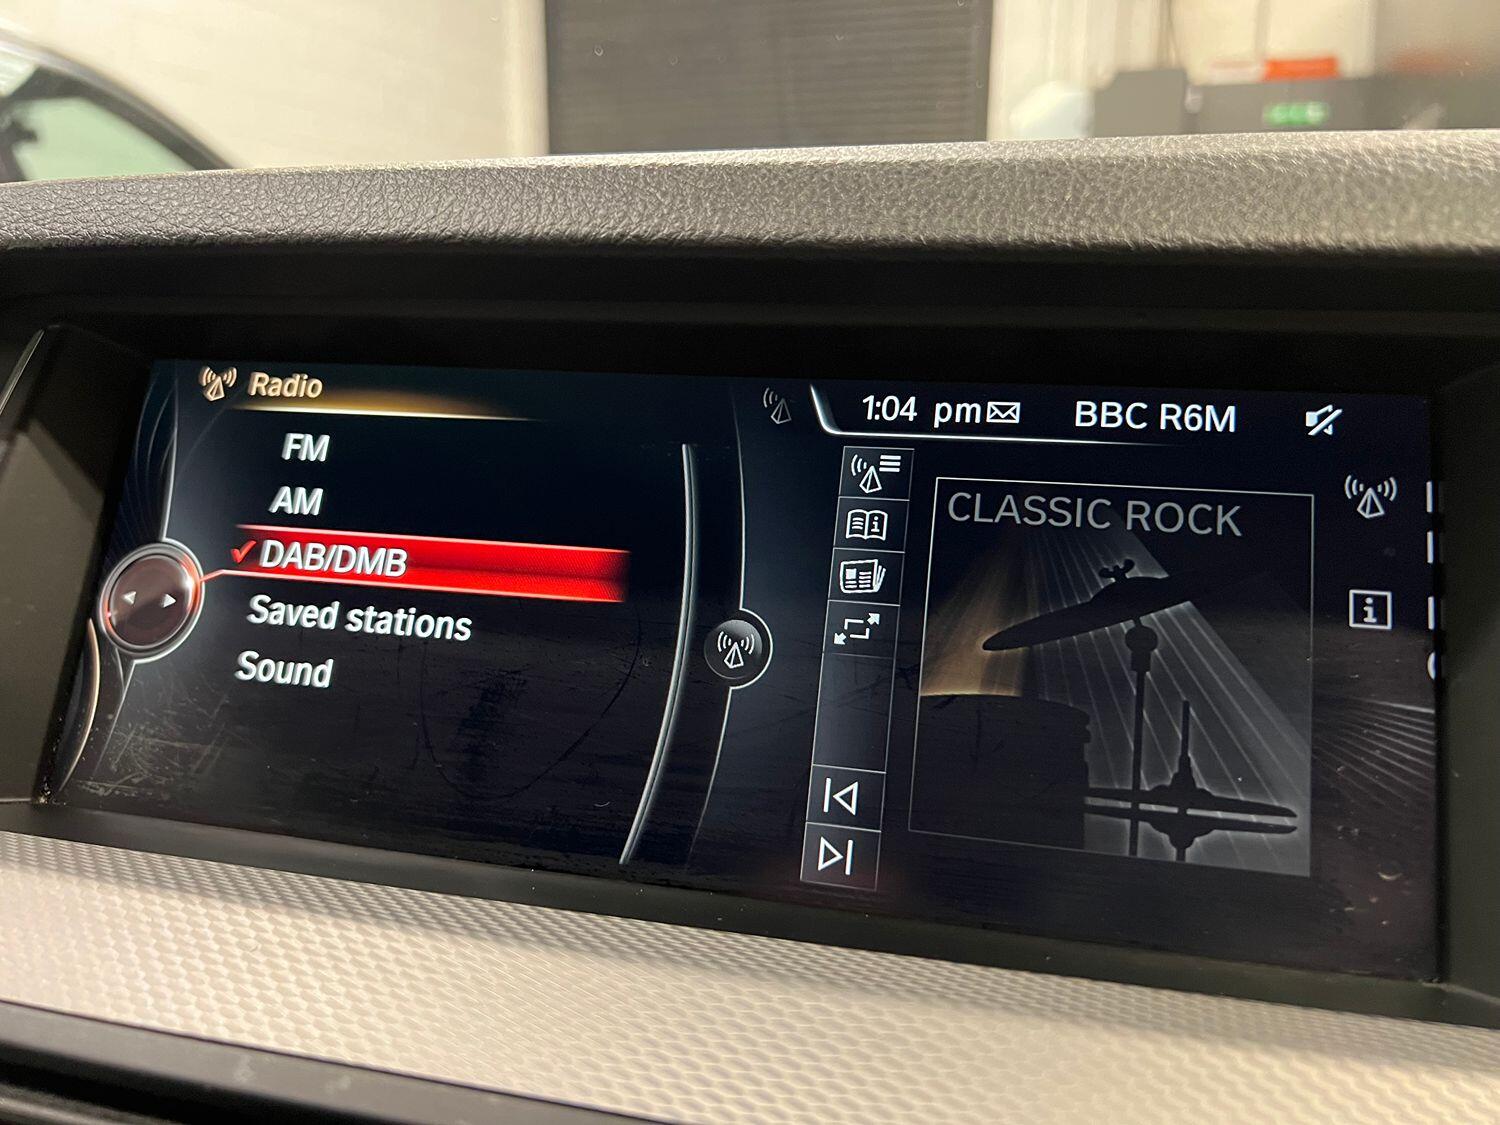 Radio
FM
AM
DAB/DMB
Saved stations
Sound
1:04 pm
BBC R6M
CLASSIC ROCK